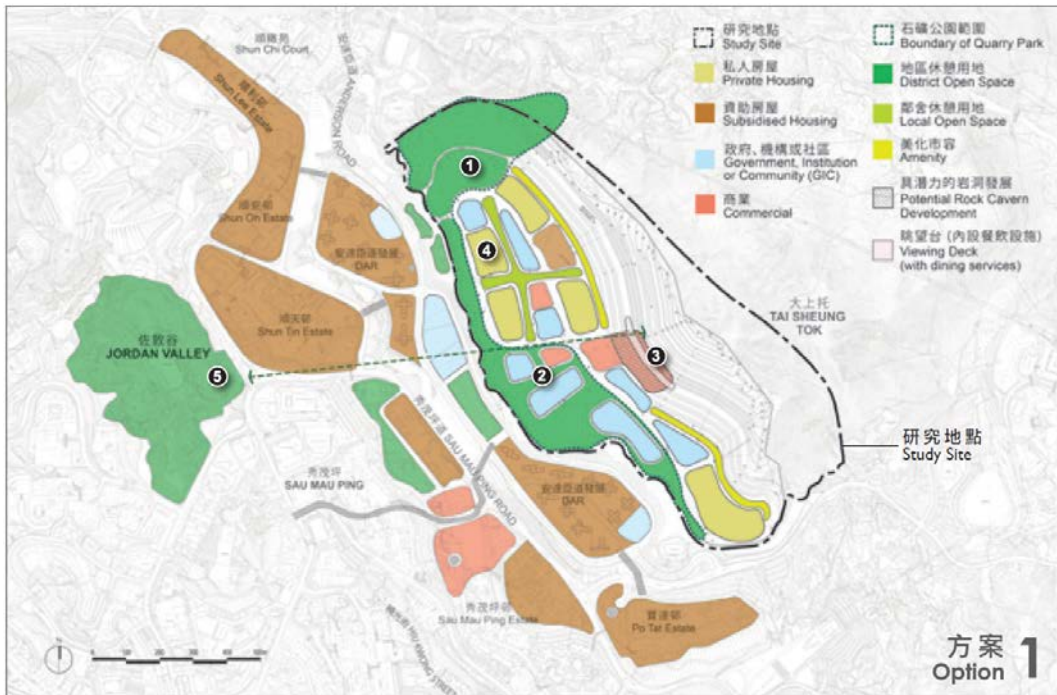 研究地點
Study Site
私人房屋
Private Housing
資助房屋
Subsidised Housing
政府、機構或社區
Government, Institution
or Community (GIC)
商業
Commercial
石礦公園範圍
Boundary of Quarry Park
地區休憩用地
District Open Space
鄰舍休憩用地
Local Open Space
美化市容
Amenity
具潛力的岩洞發展
Potential Rock Cavern
Development
眺望台（內設餐飲設施）
Viewing Deck
(with dining services)
Shun Chi Court
順利邨
Shun Lee Estate
安達臣道 ANDERSON ROAD
順安邨
Shun On Estate
安達臣道發展
DAR
順天邨
Shun Tin Estate
佐敦谷
JORDAN VALLEY
1
4
3
2
5
大上托
TAI SHEUNG
TOK
研究地點
Study Site
秀茂坪
SAU MAU PING
秀茂坪道 SAU MAU PING ROAD
安達臣道發展
DAR
秀茂坪邨
Sau Mau Ping Estate
寶達邨
Po Tat Estate
方案
Option 1